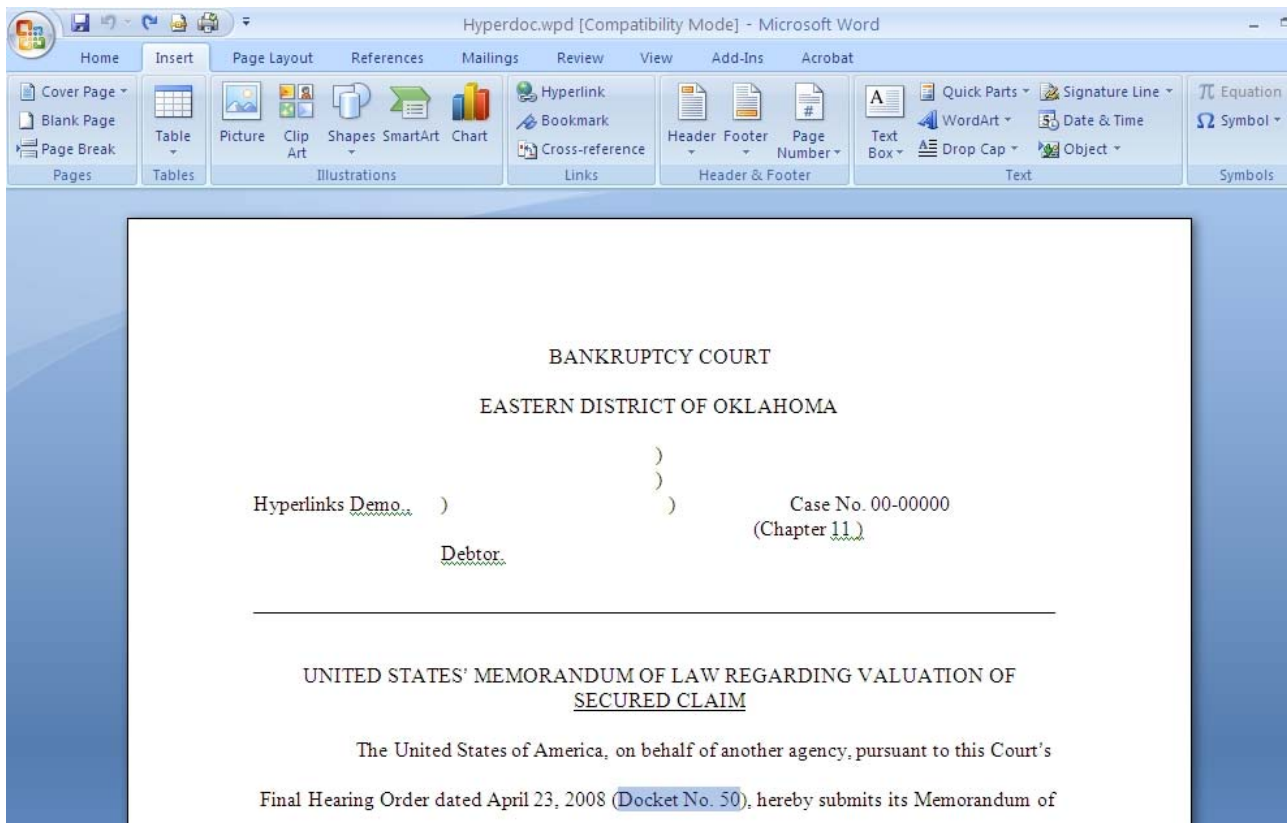 Hyperdoc.wpd [Compatibility Mode] - Microsoft Word
Home Insert Page Layout References Mailings Review View Add-Ins Acrobat
Cover Page
Blank Page
Page Break
Pages
Table
Tables
Picture Clip Art Shapes SmartArt Chart
Illustrations
Hyperlink
Bookmark
Cross-reference
Links
Header Footer Page Number
Header & Footer
A Text Box
Quick Parts
WordArt
Drop Cap
Signature Line
Date & Time
Object
Text
π Equation
Ω Symbol
Symbols
BANKRUPTCY COURT
EASTERN DISTRICT OF OKLAHOMA
)
)
Hyperlinks Demo., ) ) Case No. 00-00000
(Chapter 11.)
Debtor.
UNITED STATES’ MEMORANDUM OF LAW REGARDING VALUATION OF
SECURED CLAIM
The United States of America, on behalf of another agency, pursuant to this Court’s
Final Hearing Order dated April 23, 2008 (Docket No. 50), hereby submits its Memorandum of